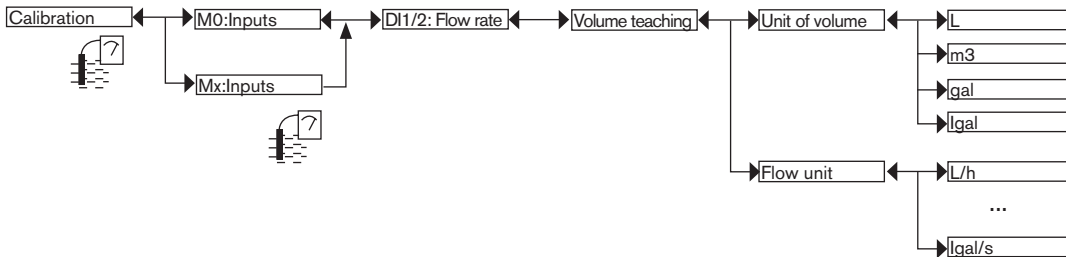 Calibration
M0:Inputs
DI1/2: Flow rate
Volume teaching
Unit of volume
L
m3
Mx:Inputs
gal
Igal
Flow unit
L/h
...
Igal/s